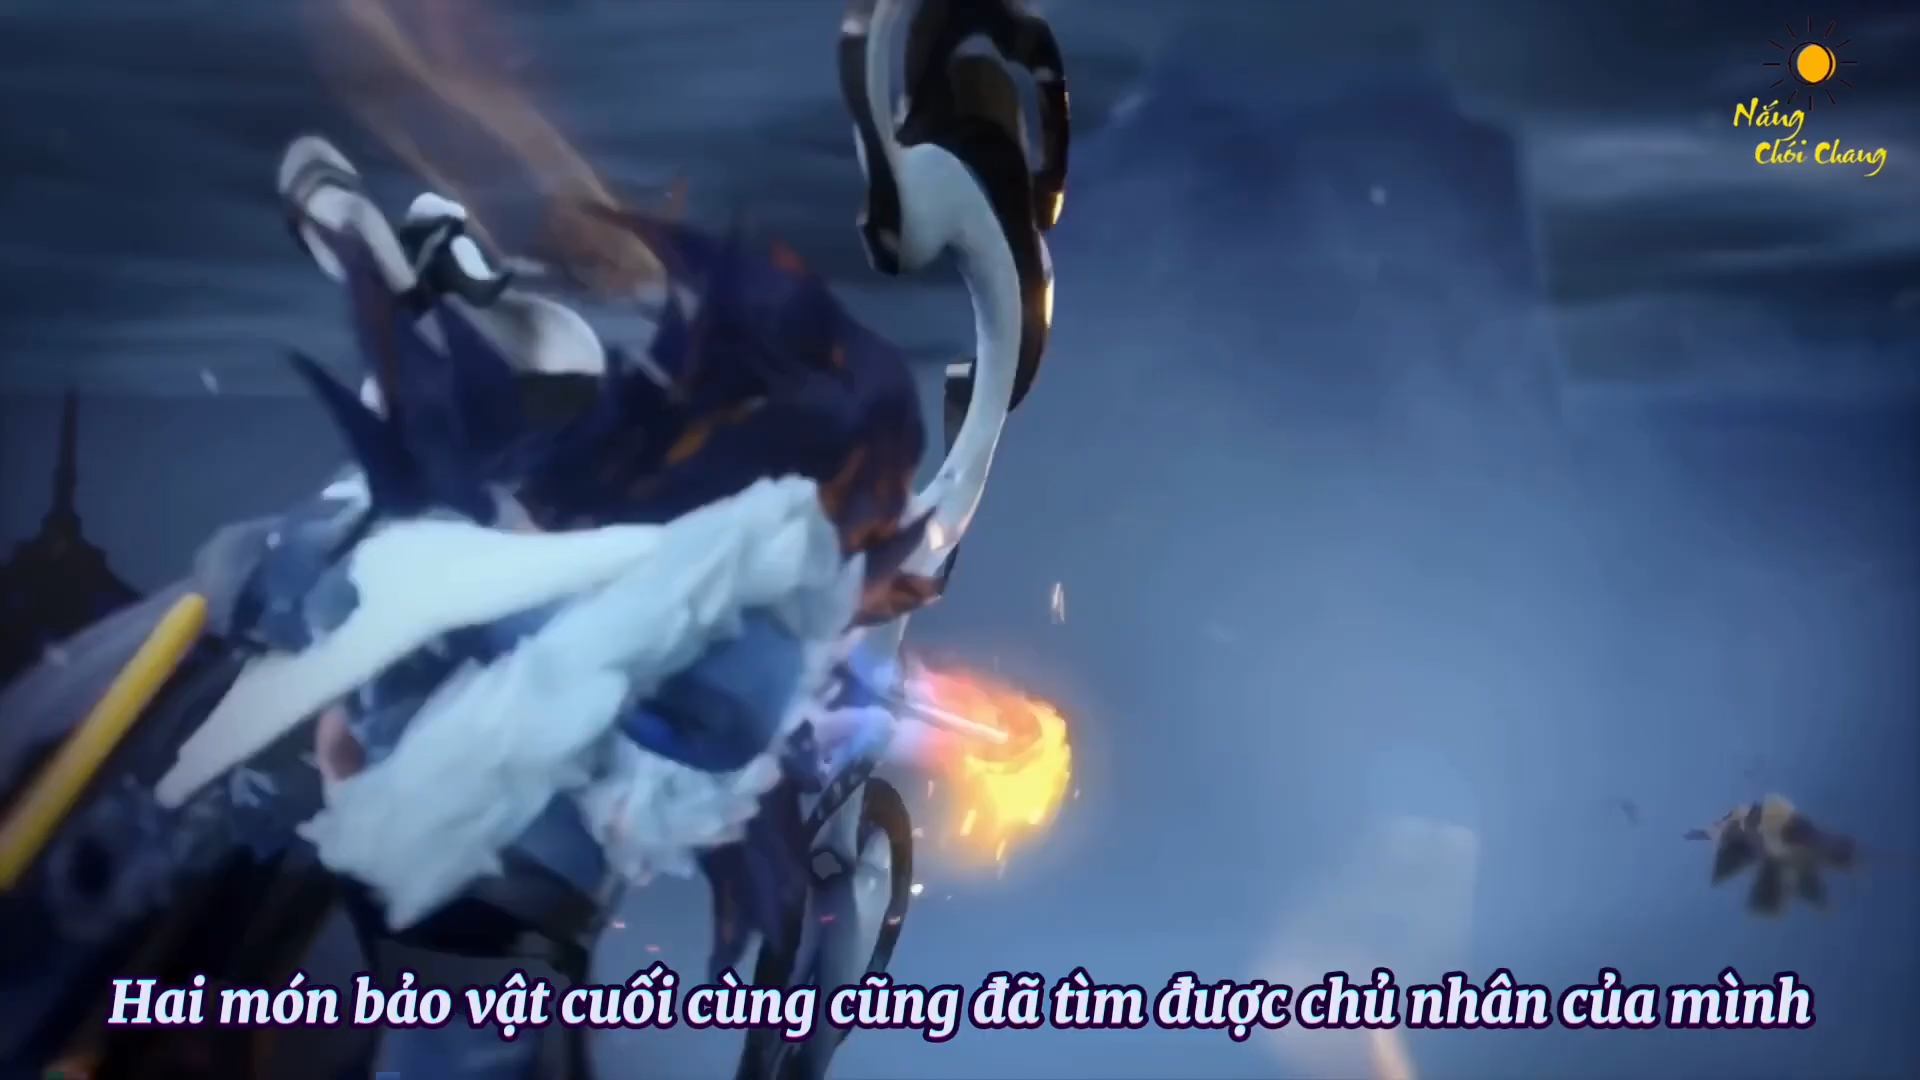 Nắng
Chói Chang
Hai món bảo vật cuối cùng cũng đã tìm được chủ nhân của mình